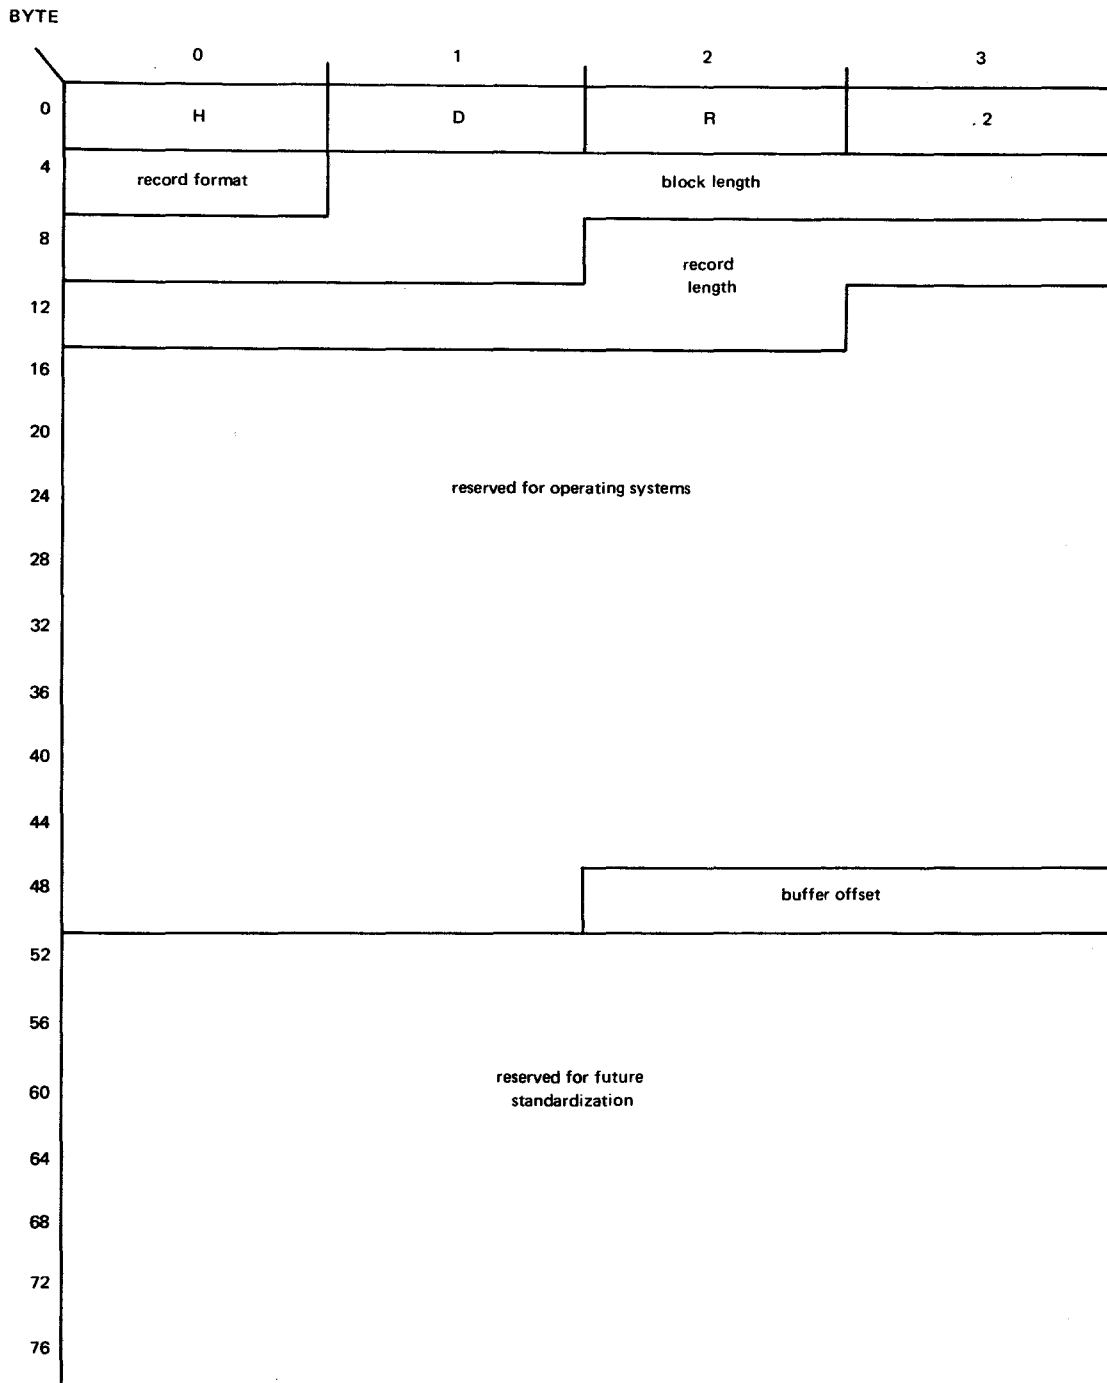 BYTE
0 1 2 3
0 H D R 2
4 record format block length
8
record
length
12
16
20
24 reserved for operating systems
28
32
36
40
44
48 buffer offset
52
56
reserved for future
60
standardization
64
68
72
76